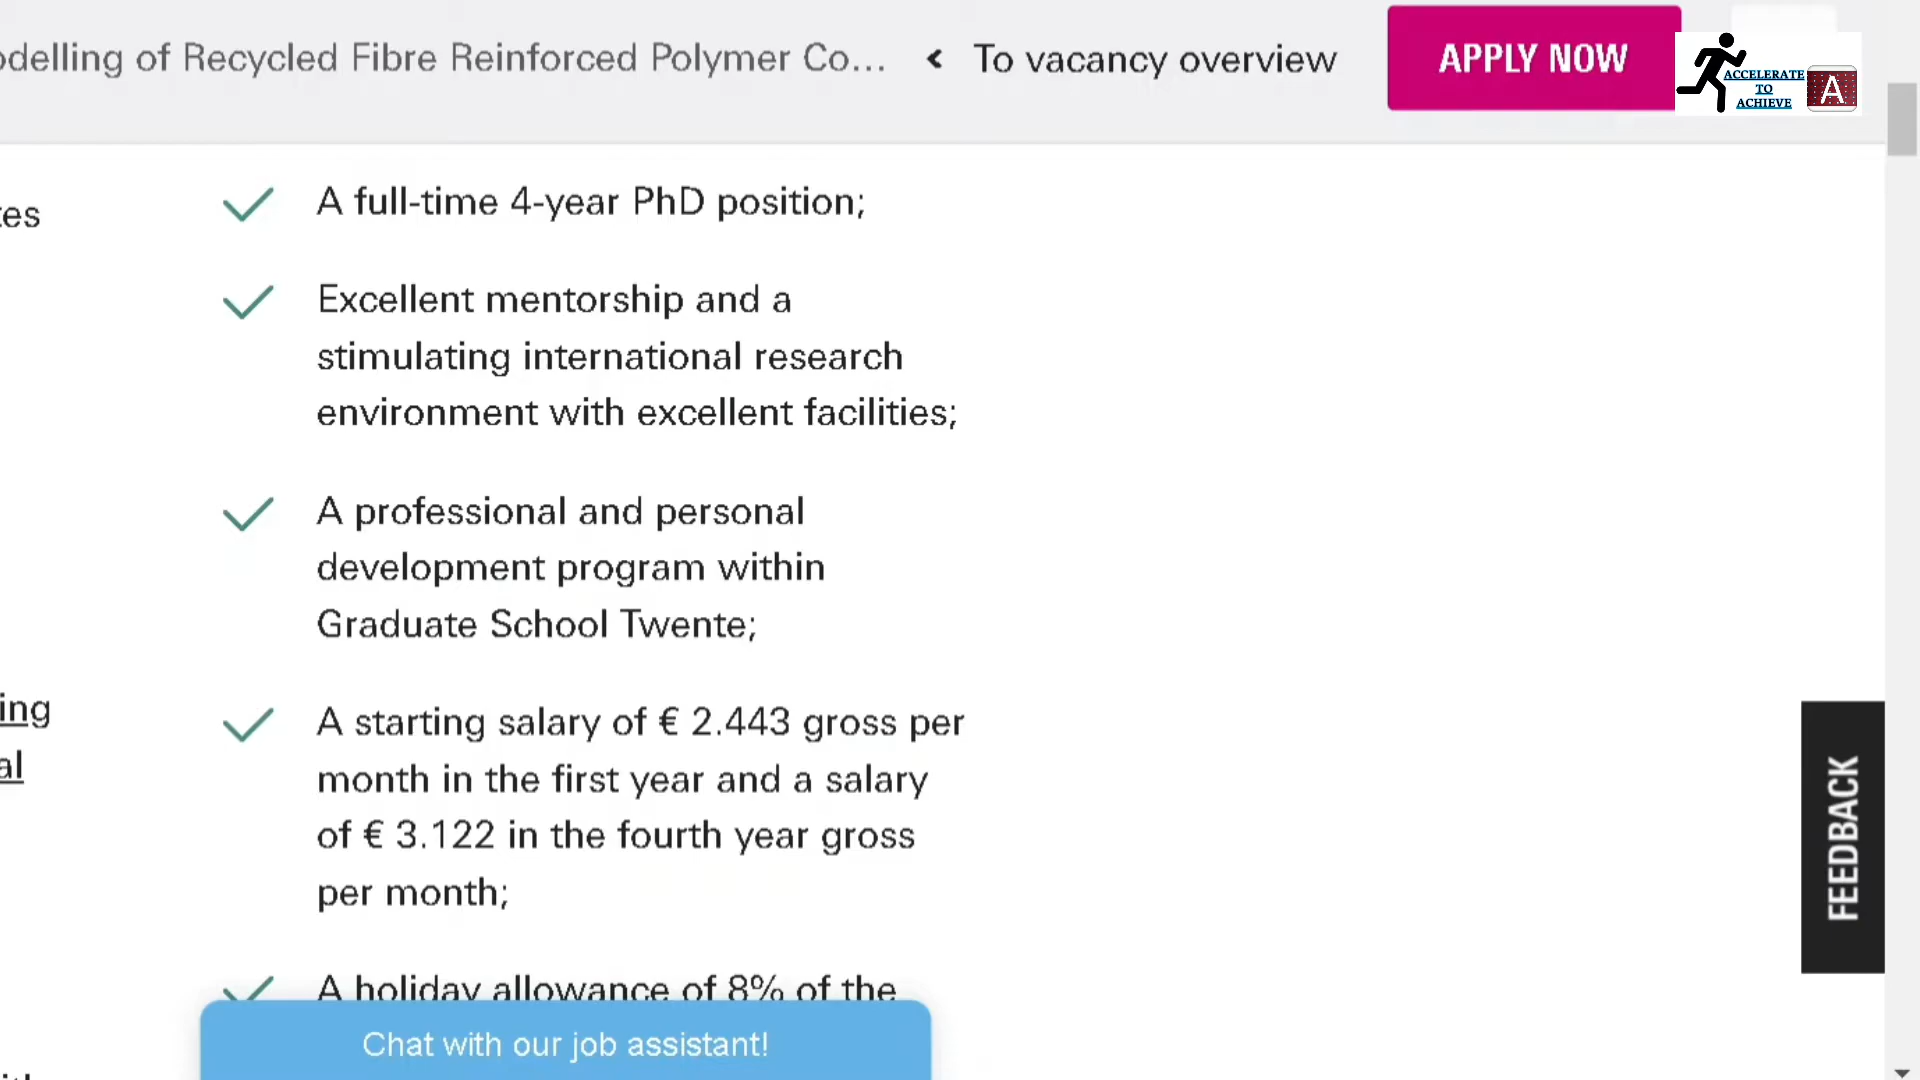 odelling of Recycled Fibre Reinforced Polymer Co...
To vacancy overview
APPLY NOW
ACCELERATE
TO
ACHIEVE
A
A full-time 4-year PhD position;
es
Excellent mentorship and a
stimulating international research
environment with excellent facilities;
A professional and personal
development program within
Graduate School Twente;
ing
A starting salary of € 2.443 gross per
al
month in the first year and a salary
of € 3.122 in the fourth year gross
per month;
FEEDBACK
A holiday allowance of 8% of the
Chat with our job assistant!